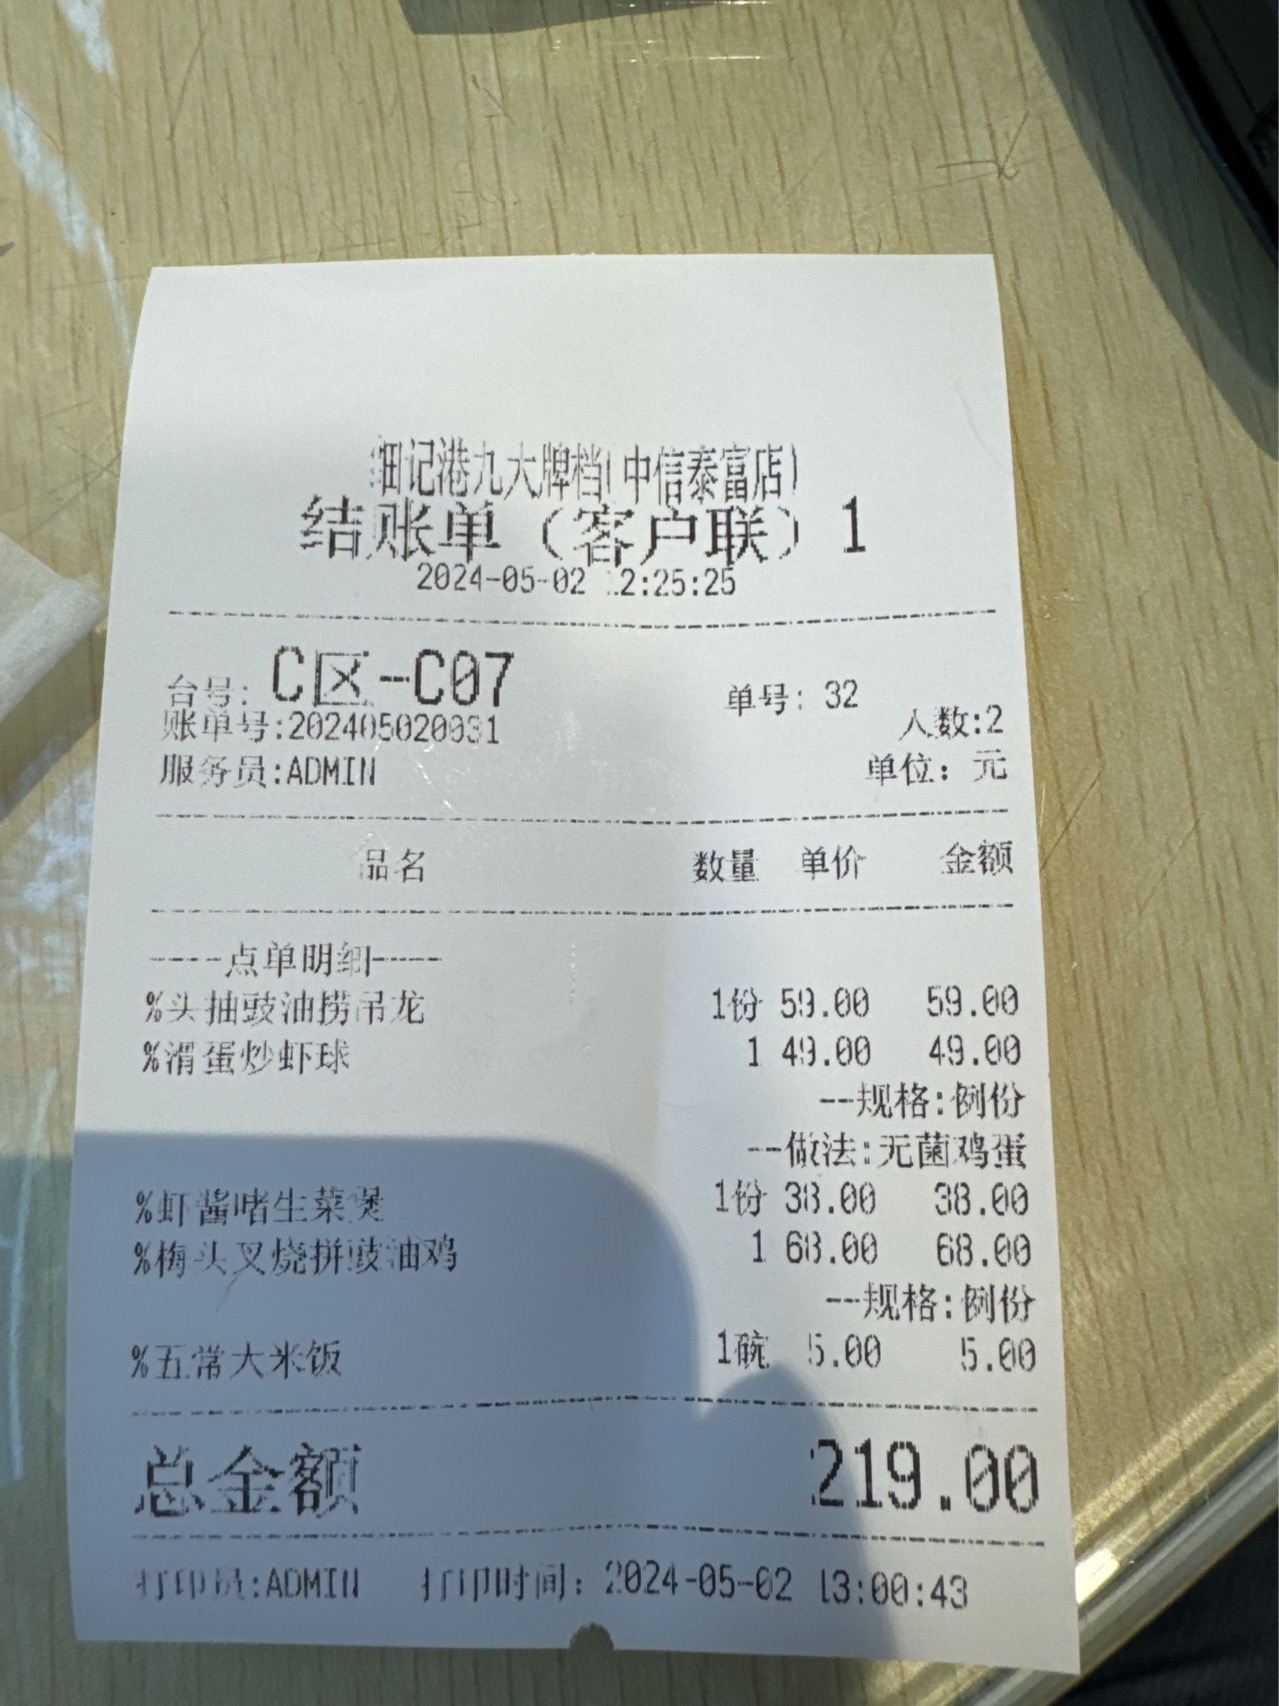 细记港九大牌档(中信泰富店)
结账单（客户联）1
2024-05-02 12:25:25
台号: C区-C07 单号: 32
账单号:202405020031 人数:2
服务员:ADMIN 单位: 元
品名 数量 单价 金额
----点单明细----
%头抽豉油捞吊龙 1份 59.00 59.00
%滑蛋炒虾球 1 49.00 49.00
--规格:例份
--做法:无菌鸡蛋
%虾酱啫生菜煲 1份 38.00 38.00
%梅头叉烧拼豉油鸡 1 68.00 68.00
--规格:例份
%五常大米饭 1碗 5.00 5.00
总金额 219.00
打印员:ADMIN 打印时间: 2024-05-02 13:00:43